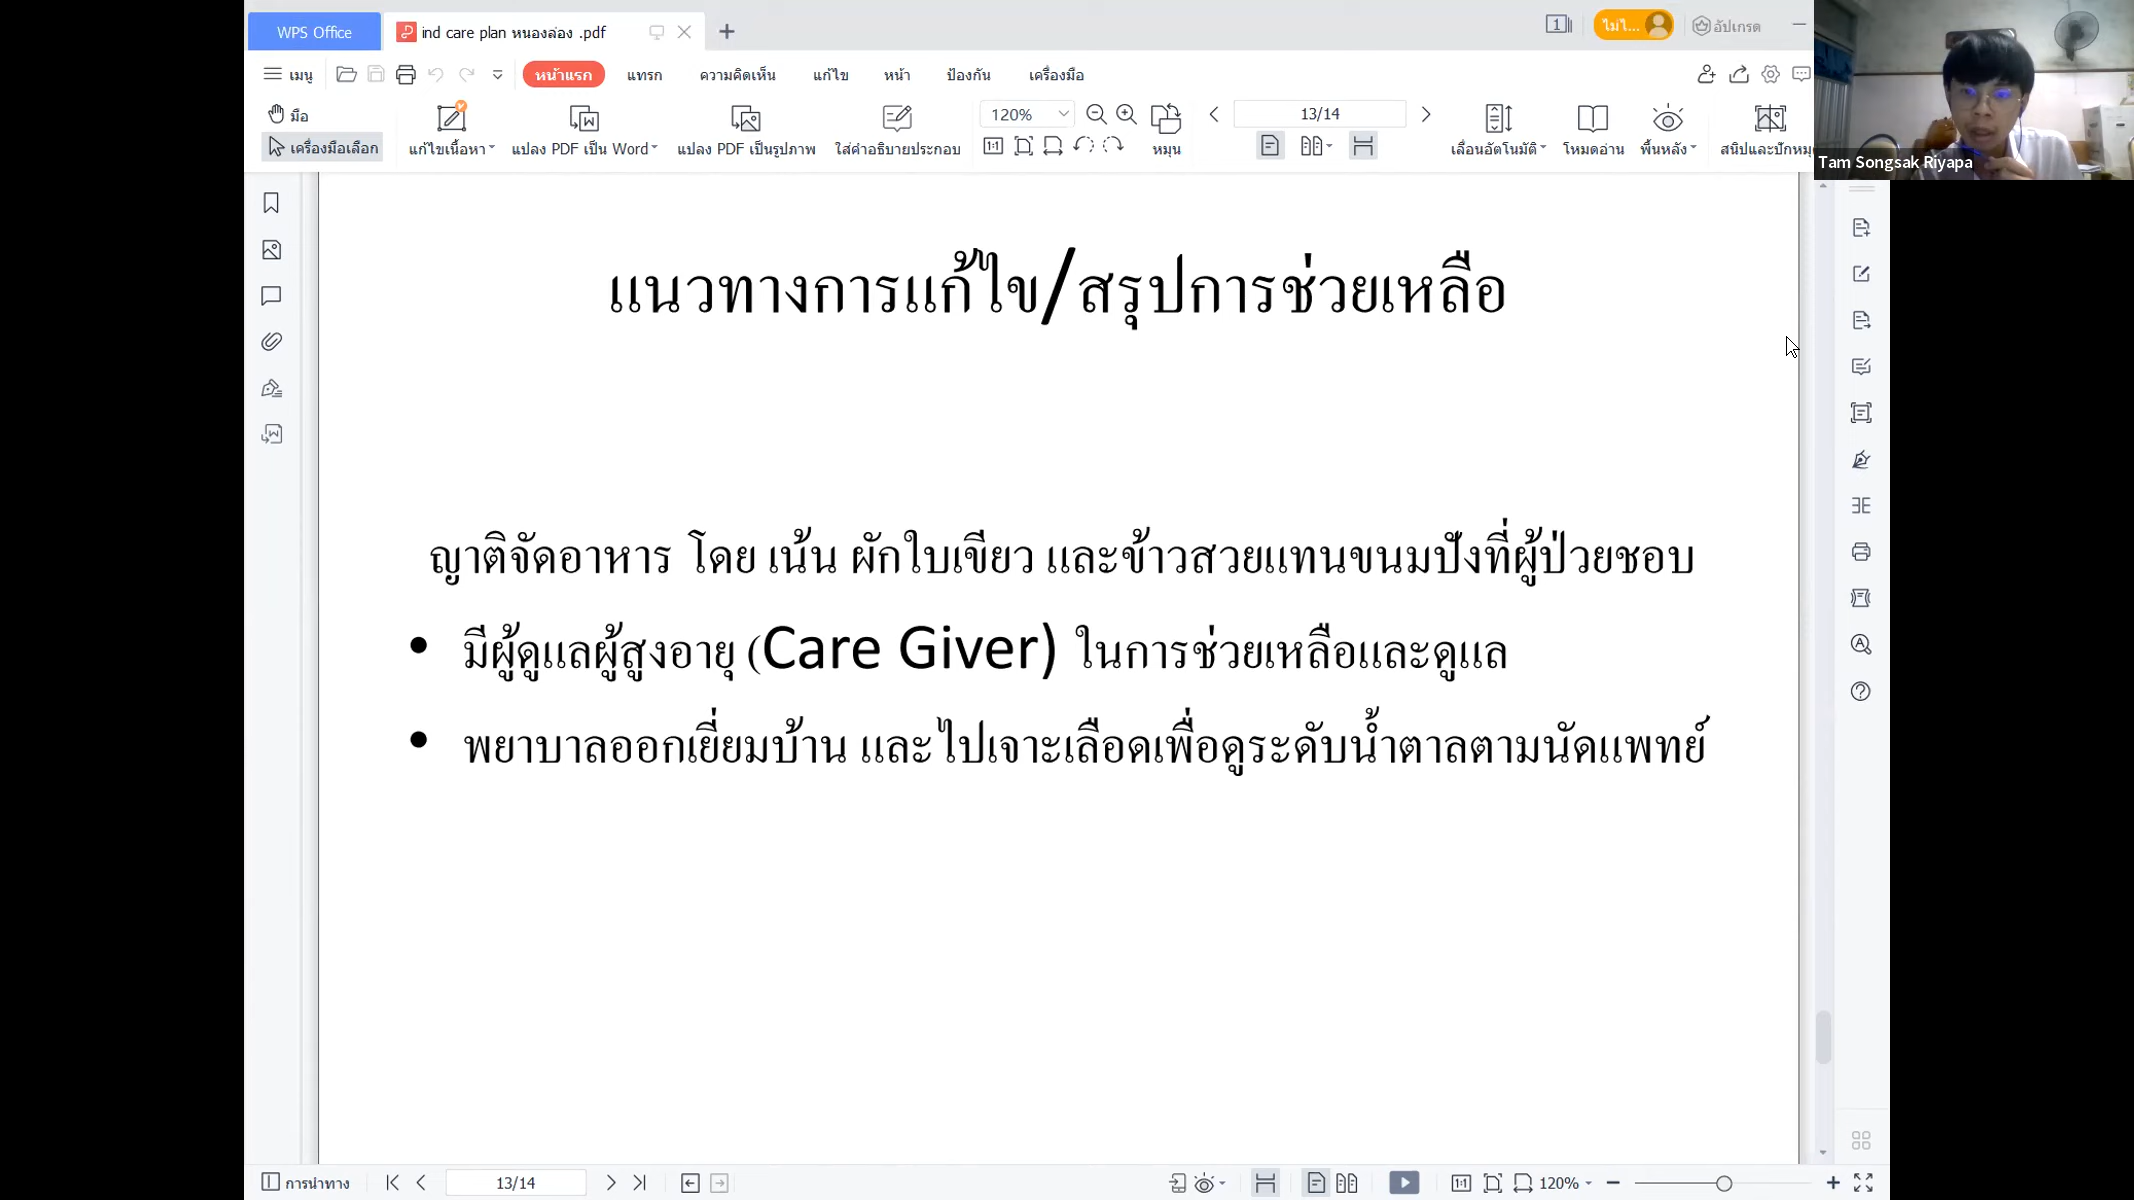 WPS Office
ind care plan หนองล่อง .pdf
1
ไม่ไ...
อัปเกรด
เมนู
หน้าแรก
แทรก
ความคิดเห็น
แก้ไข
หน้า
ป้องกัน
เครื่องมือ
มือ
เครื่องมือเลือก
แก้ไขเนื้อหา
แปลง PDF เป็น Word
แปลง PDF เป็นรูปภาพ
ใส่คำอธิบายประกอบ
120%
หมุน
13/14
เลื่อนอัตโนมัติ
โหมดอ่าน
พื้นหลัง
สนิปและปักหมุ
Tam Songsak Riyapa
แนวทางการแก้ไข/สรุปการช่วยเหลือ
ญาติจัดอาหาร โดย เน้น ผักใบเขียว และข้าวสวยแทนขนมปังที่ผู้ป่วยชอบ
• มีผู้ดูแลผู้สูงอายุ (Care Giver) ในการช่วยเหลือและดูแล
• พยาบาลออกเยี่ยมบ้าน และไปเจาะเลือดเพื่อดูระดับน้ำตาลตามนัดแพทย์
การนำทาง
13/14
120%